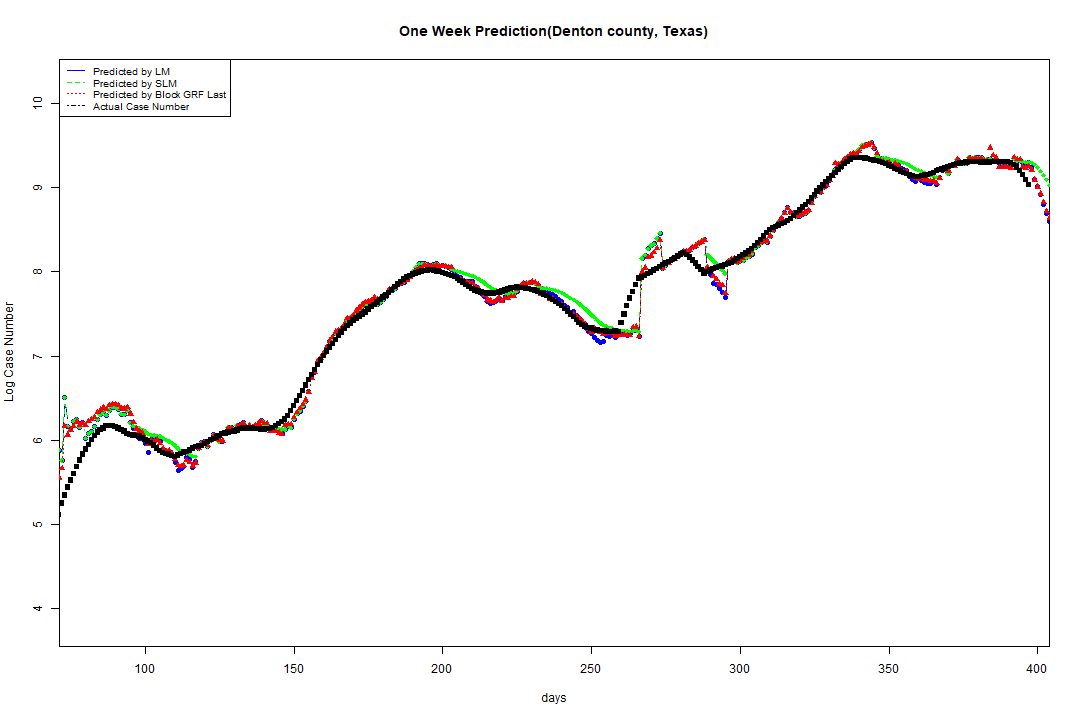 One Week Prediction(Denton county, Texas)
Predicted by LM
Predicted by SLM
Predicted by Block GRF Last
Actual Case Number
10
9
8
7
6
5
4
Log Case Number
100 150 200 250 300 350 400
days